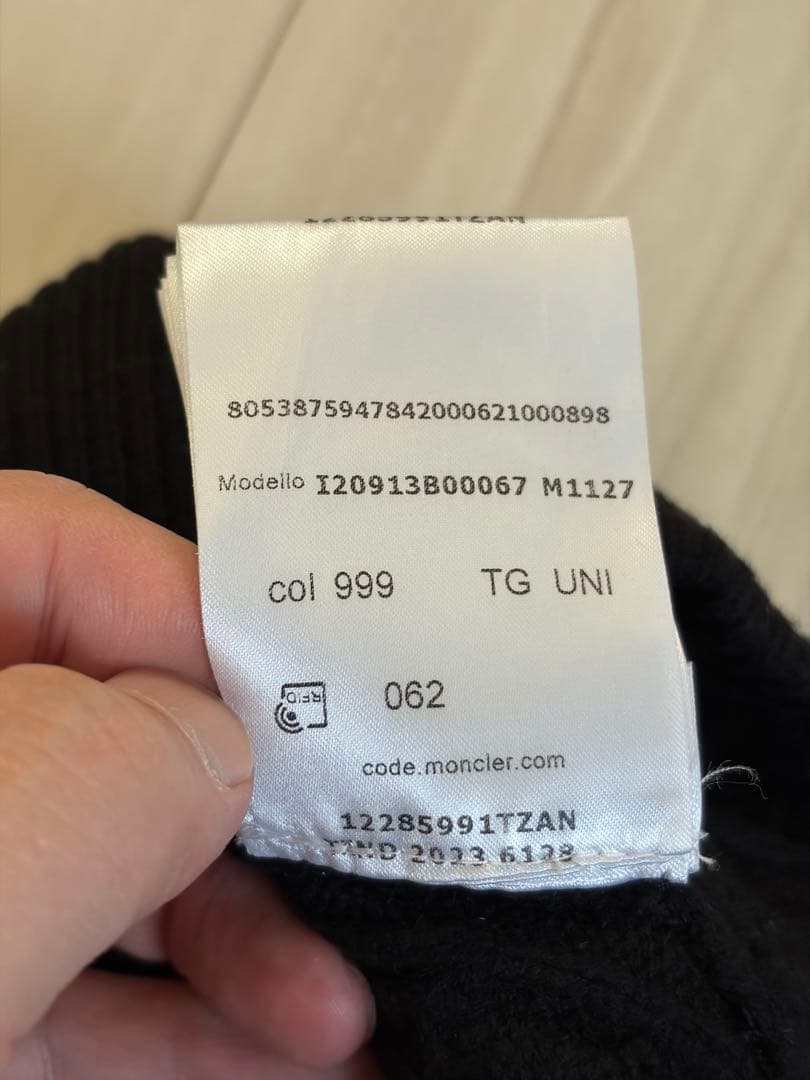 8053875947842000621000898
Modello I20913B00067 M1127
col 999 TG UNI
RFID
062
code.moncler.com
12285991TZAN